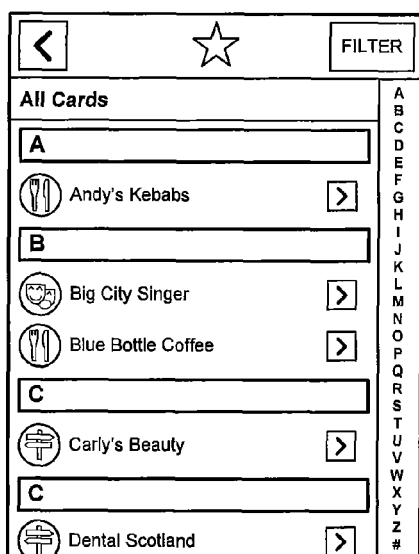 FILTER
All Cards
A
Andy's Kebabs
B
Big City Singer
Blue Bottle Coffee
C
Carly's Beauty
C
Dental Scotland
A
B
C
D
E
F
G
H
I
J
K
L
M
N
O
P
Q
R
S
T
U
V
W
X
Y
Z
#